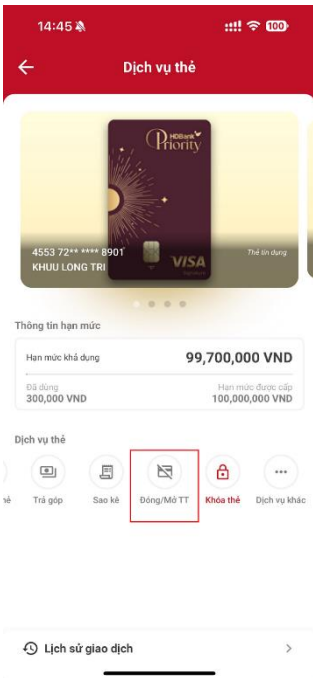 14:45
100
Dịch vụ thẻ
HDBank
Priority
4553 72** **** 8901
Thẻ tín dụng
KHUU LONG TRI
VISA
Signature
Thông tin hạn mức
Hạn mức khả dụng 99,700,000 VND
Đã dùng Hạn mức được cấp
300,000 VND 100,000,000 VND
Dịch vụ thẻ
Trả góp Sao kê Đóng/Mở TT Khóa thẻ Dịch vụ khác
Lịch sử giao dịch